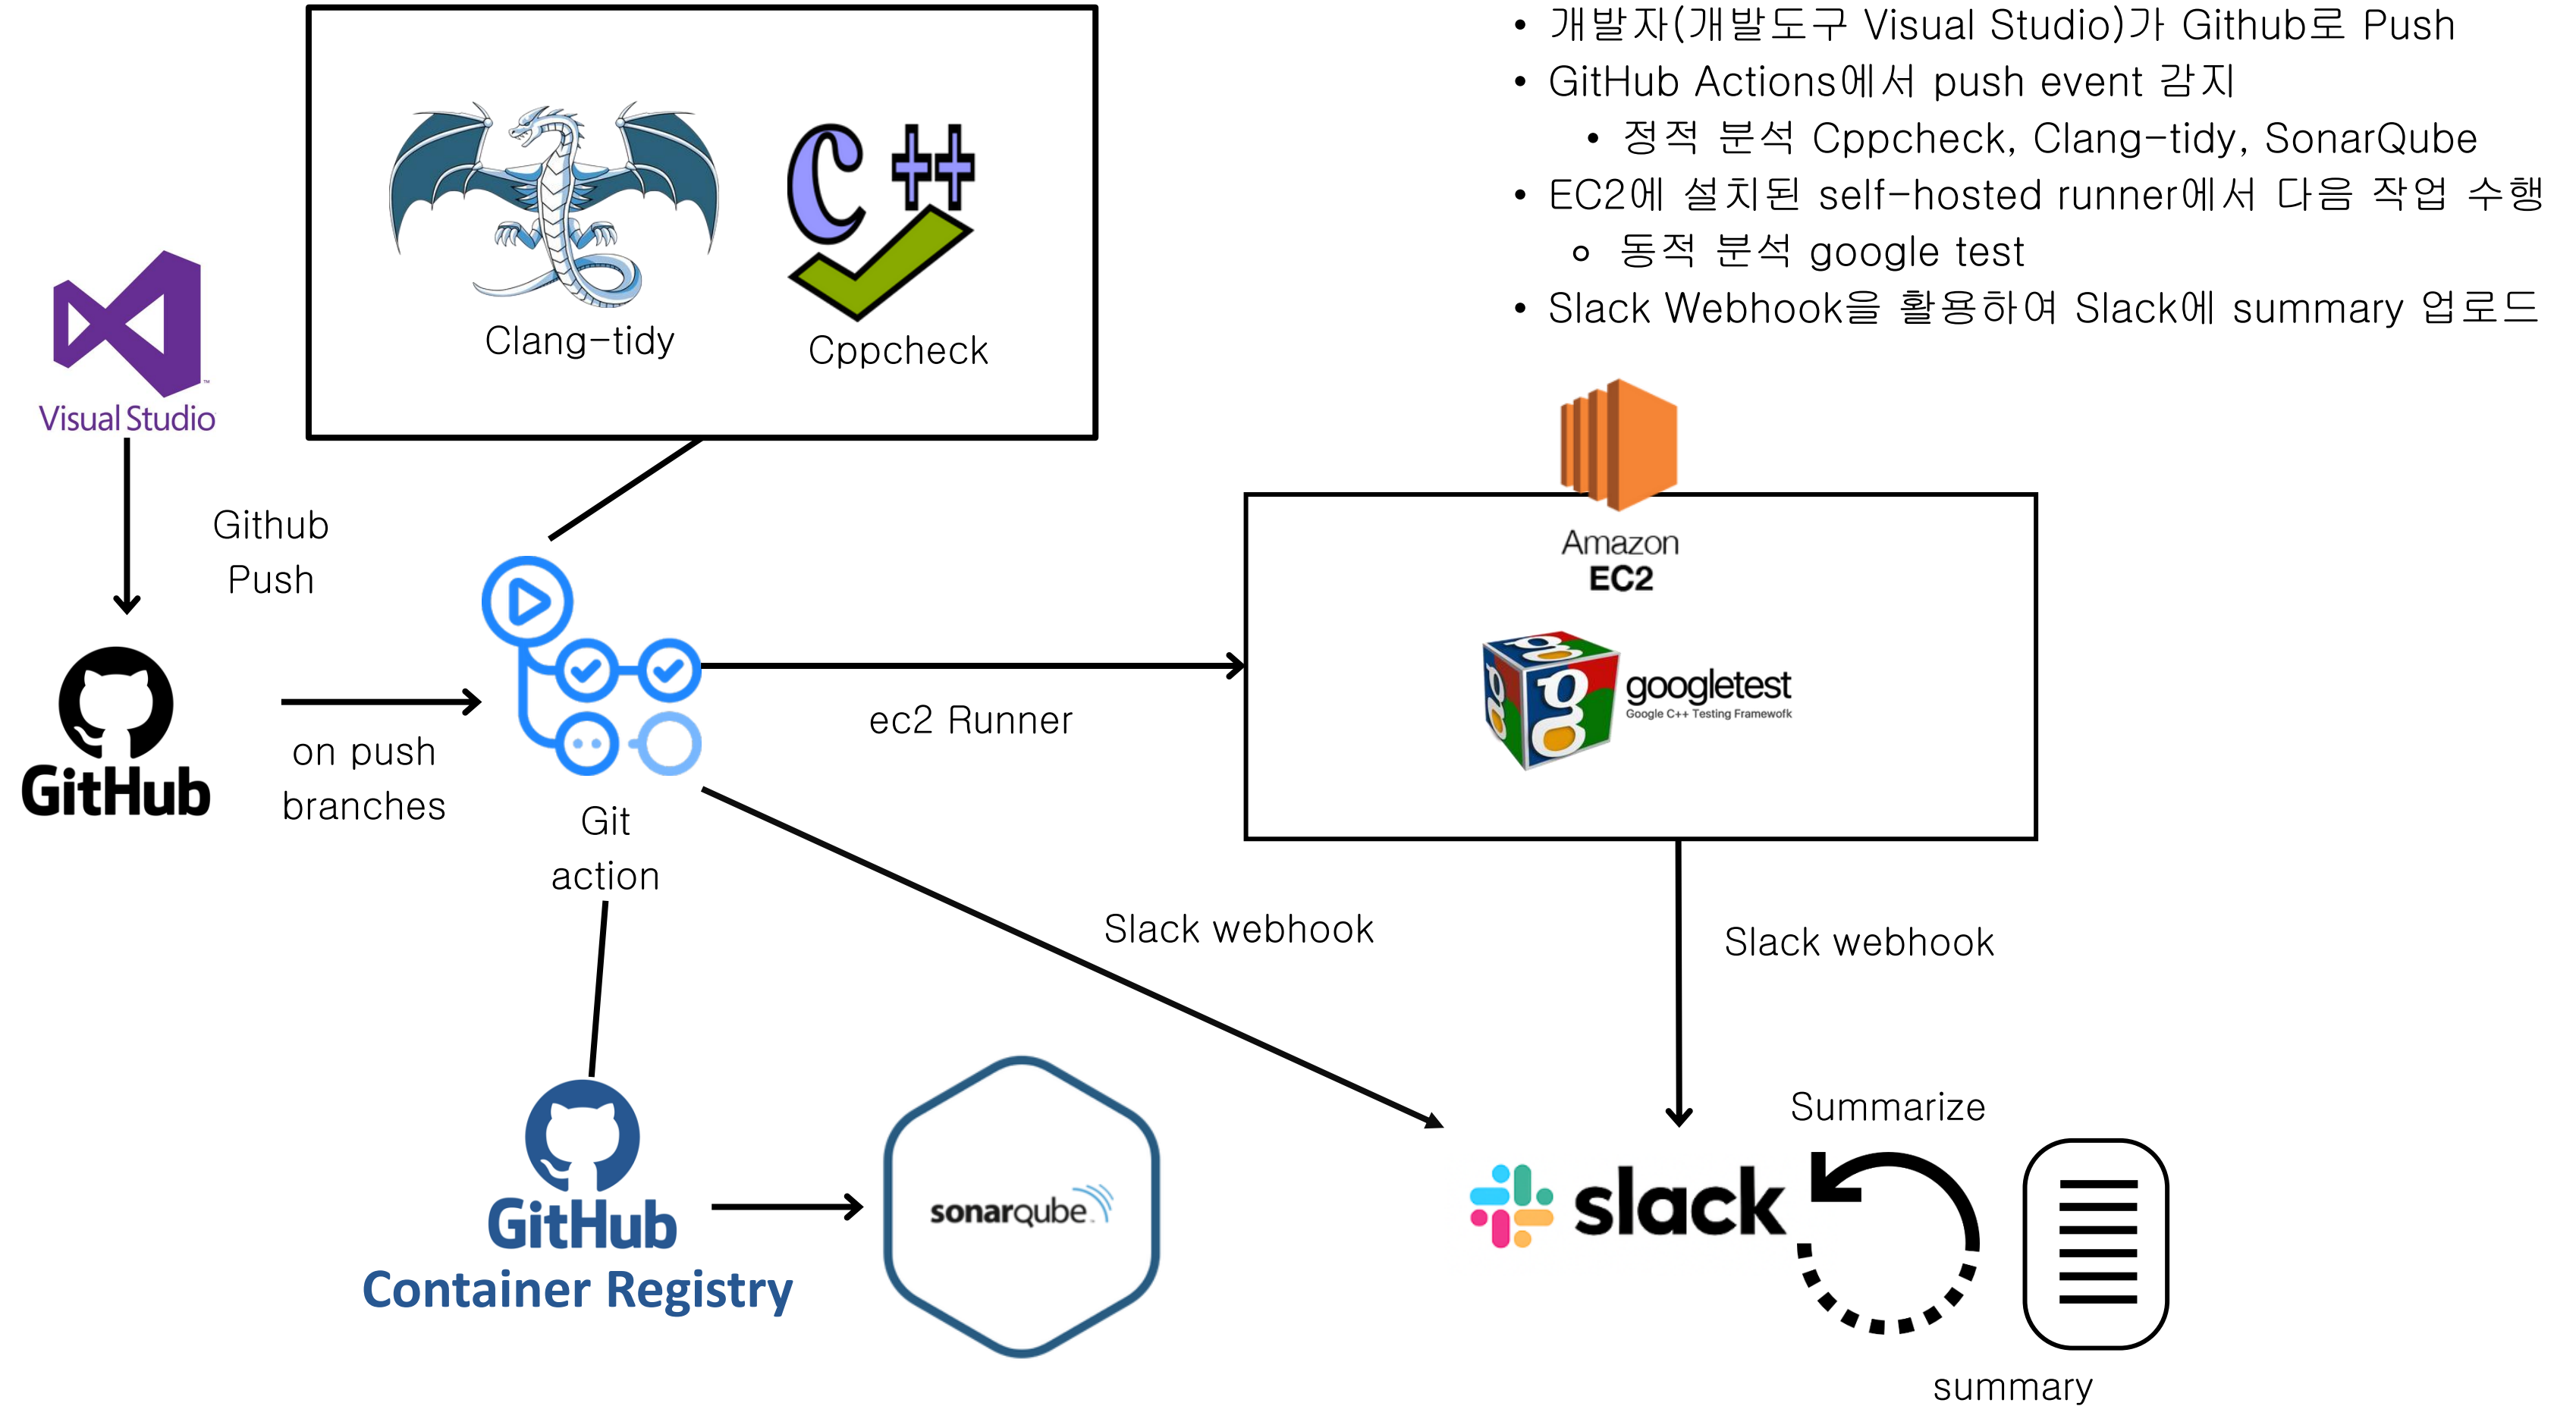 • 개발자(개발도구 Visual Studio)가 Github로 Push
• GitHub Actions에서 push event 감지
• 정적 분석 Cppcheck, Clang-tidy, SonarQube
• EC2에 설치된 self-hosted runner에서 다음 작업 수행
○ 동적 분석 google test
• Slack Webhook을 활용하여 Slack에 summary 업로드
C++
Clang-tidy
Cppcheck
Visual Studio™
Github
Push
GitHub
on push
branches
Git
action
ec2 Runner
Amazon
EC2
g
g
g
googletest
Google C++ Testing Framewofk
Slack webhook
Slack webhook
GitHub
Container Registry
sonarqube
slack
Summarize
summary